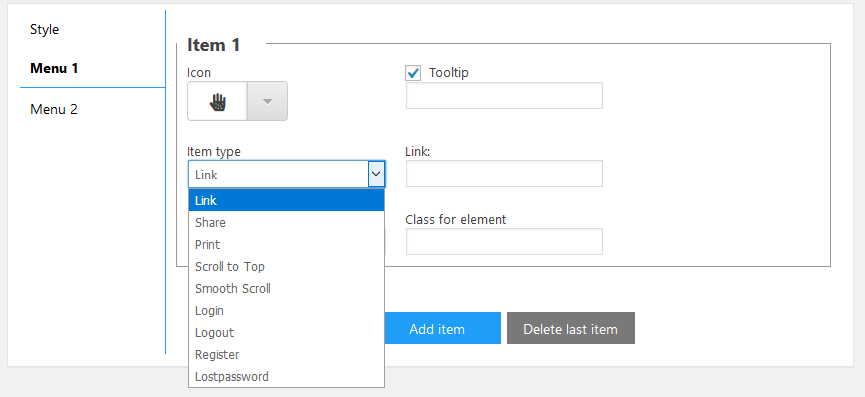 Style
Menu 1
Menu 2
Item 1
Icon
Tooltip
Item type
Link:
Link
Link
Share
Print
Scroll to Top
Smooth Scroll
Login
Logout
Register
Lostpassword
Class for element
Add item
Delete last item